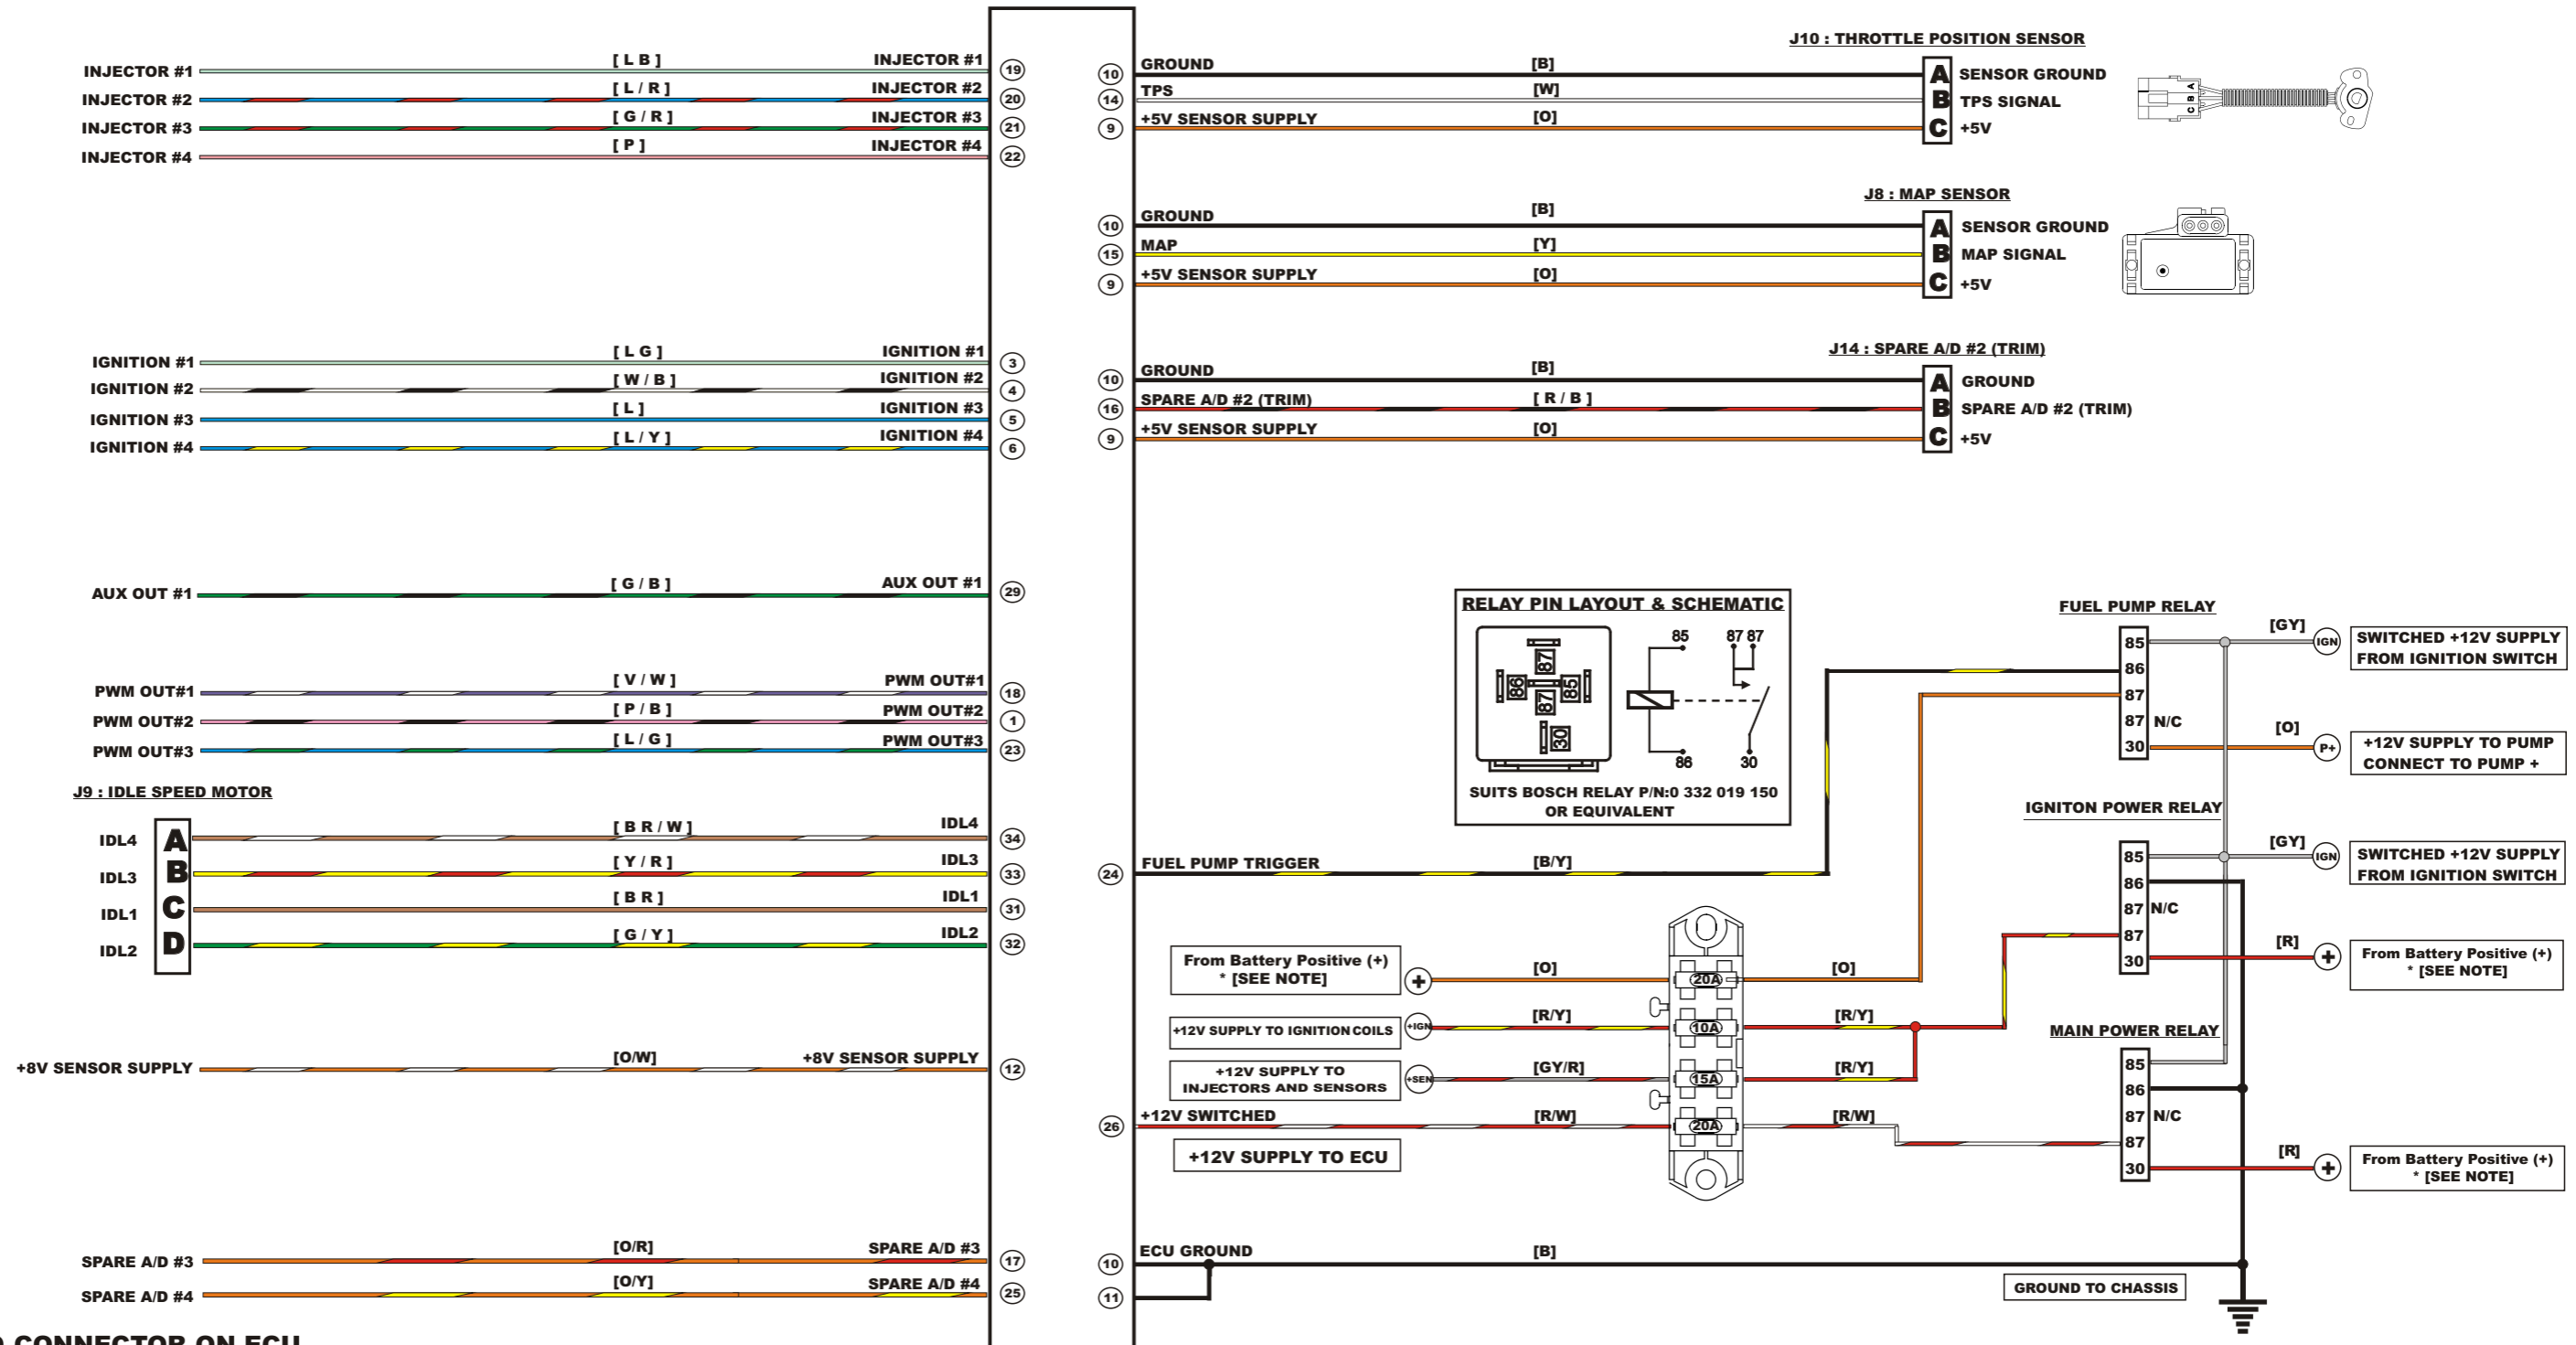 INJECTOR #1 [ L B ] INJECTOR #1 19
INJECTOR #2 [ L / R ] INJECTOR #2 20
INJECTOR #3 [ G / R ] INJECTOR #3 21
INJECTOR #4 [ P ] INJECTOR #4 22
IGNITION #1 [ L G ] IGNITION #1 3
IGNITION #2 [ W / B ] IGNITION #2 4
IGNITION #3 [ L ] IGNITION #3 5
IGNITION #4 [ L / Y ] IGNITION #4 6
AUX OUT #1 [ G / B ] AUX OUT #1 29
PWM OUT#1 [ V / W ] PWM OUT#1 18
PWM OUT#2 [ P / B ] PWM OUT#2 1
PWM OUT#3 [ L / G ] PWM OUT#3 23
J9 : IDLE SPEED MOTOR
IDL4 A [ B R / W ] IDL4 34
IDL3 B [ Y / R ] IDL3 33
IDL1 C [ B R ] IDL1 31
IDL2 D [ G / Y ] IDL2 32
+8V SENSOR SUPPLY [O/W] +8V SENSOR SUPPLY 12
SPARE A/D #3 [O/R] SPARE A/D #3 17
SPARE A/D #4 [O/Y] SPARE A/D #4 25
CONNECTOR ON ECU
J10 : THROTTLE POSITION SENSOR
10 GROUND [B] A SENSOR GROUND
14 TPS [W] B TPS SIGNAL
9 +5V SENSOR SUPPLY [O] C +5V
A
B
C
J8 : MAP SENSOR
10 GROUND [B] A SENSOR GROUND
15 MAP [Y] B MAP SIGNAL
9 +5V SENSOR SUPPLY [O] C +5V
J14 : SPARE A/D #2 (TRIM)
10 GROUND [B] A GROUND
16 SPARE A/D #2 (TRIM) [ R / B ] B SPARE A/D #2 (TRIM)
9 +5V SENSOR SUPPLY [O] C +5V
RELAY PIN LAYOUT & SCHEMATIC
87
86 85
87
30
85 87 87
86 30
SUITS BOSCH RELAY P/N:0 332 019 150
OR EQUIVALENT
24 FUEL PUMP TRIGGER [B/Y]
From Battery Positive (+)
* [SEE NOTE]
+ [O] 20A [O]
+12V SUPPLY TO IGNITION COILS +IGN [R/Y] 10A [R/Y]
+12V SUPPLY TO
INJECTORS AND SENSORS
+SEN [GY/R] 15A [R/Y]
26 +12V SWITCHED [R/W] 20A [R/W]
+12V SUPPLY TO ECU
10 ECU GROUND [B]
11
GROUND TO CHASSIS
FUEL PUMP RELAY
85 [GY] IGN
SWITCHED +12V SUPPLY
FROM IGNITION SWITCH
86
87
87 N/C
30 [O] P+
+12V SUPPLY TO PUMP
CONNECT TO PUMP +
IGNITON POWER RELAY
85 [GY] IGN
SWITCHED +12V SUPPLY
FROM IGNITION SWITCH
86
87 N/C
87
30 [R] +
From Battery Positive (+)
* [SEE NOTE]
MAIN POWER RELAY
85
86
87 N/C
87
30 [R] +
From Battery Positive (+)
* [SEE NOTE]